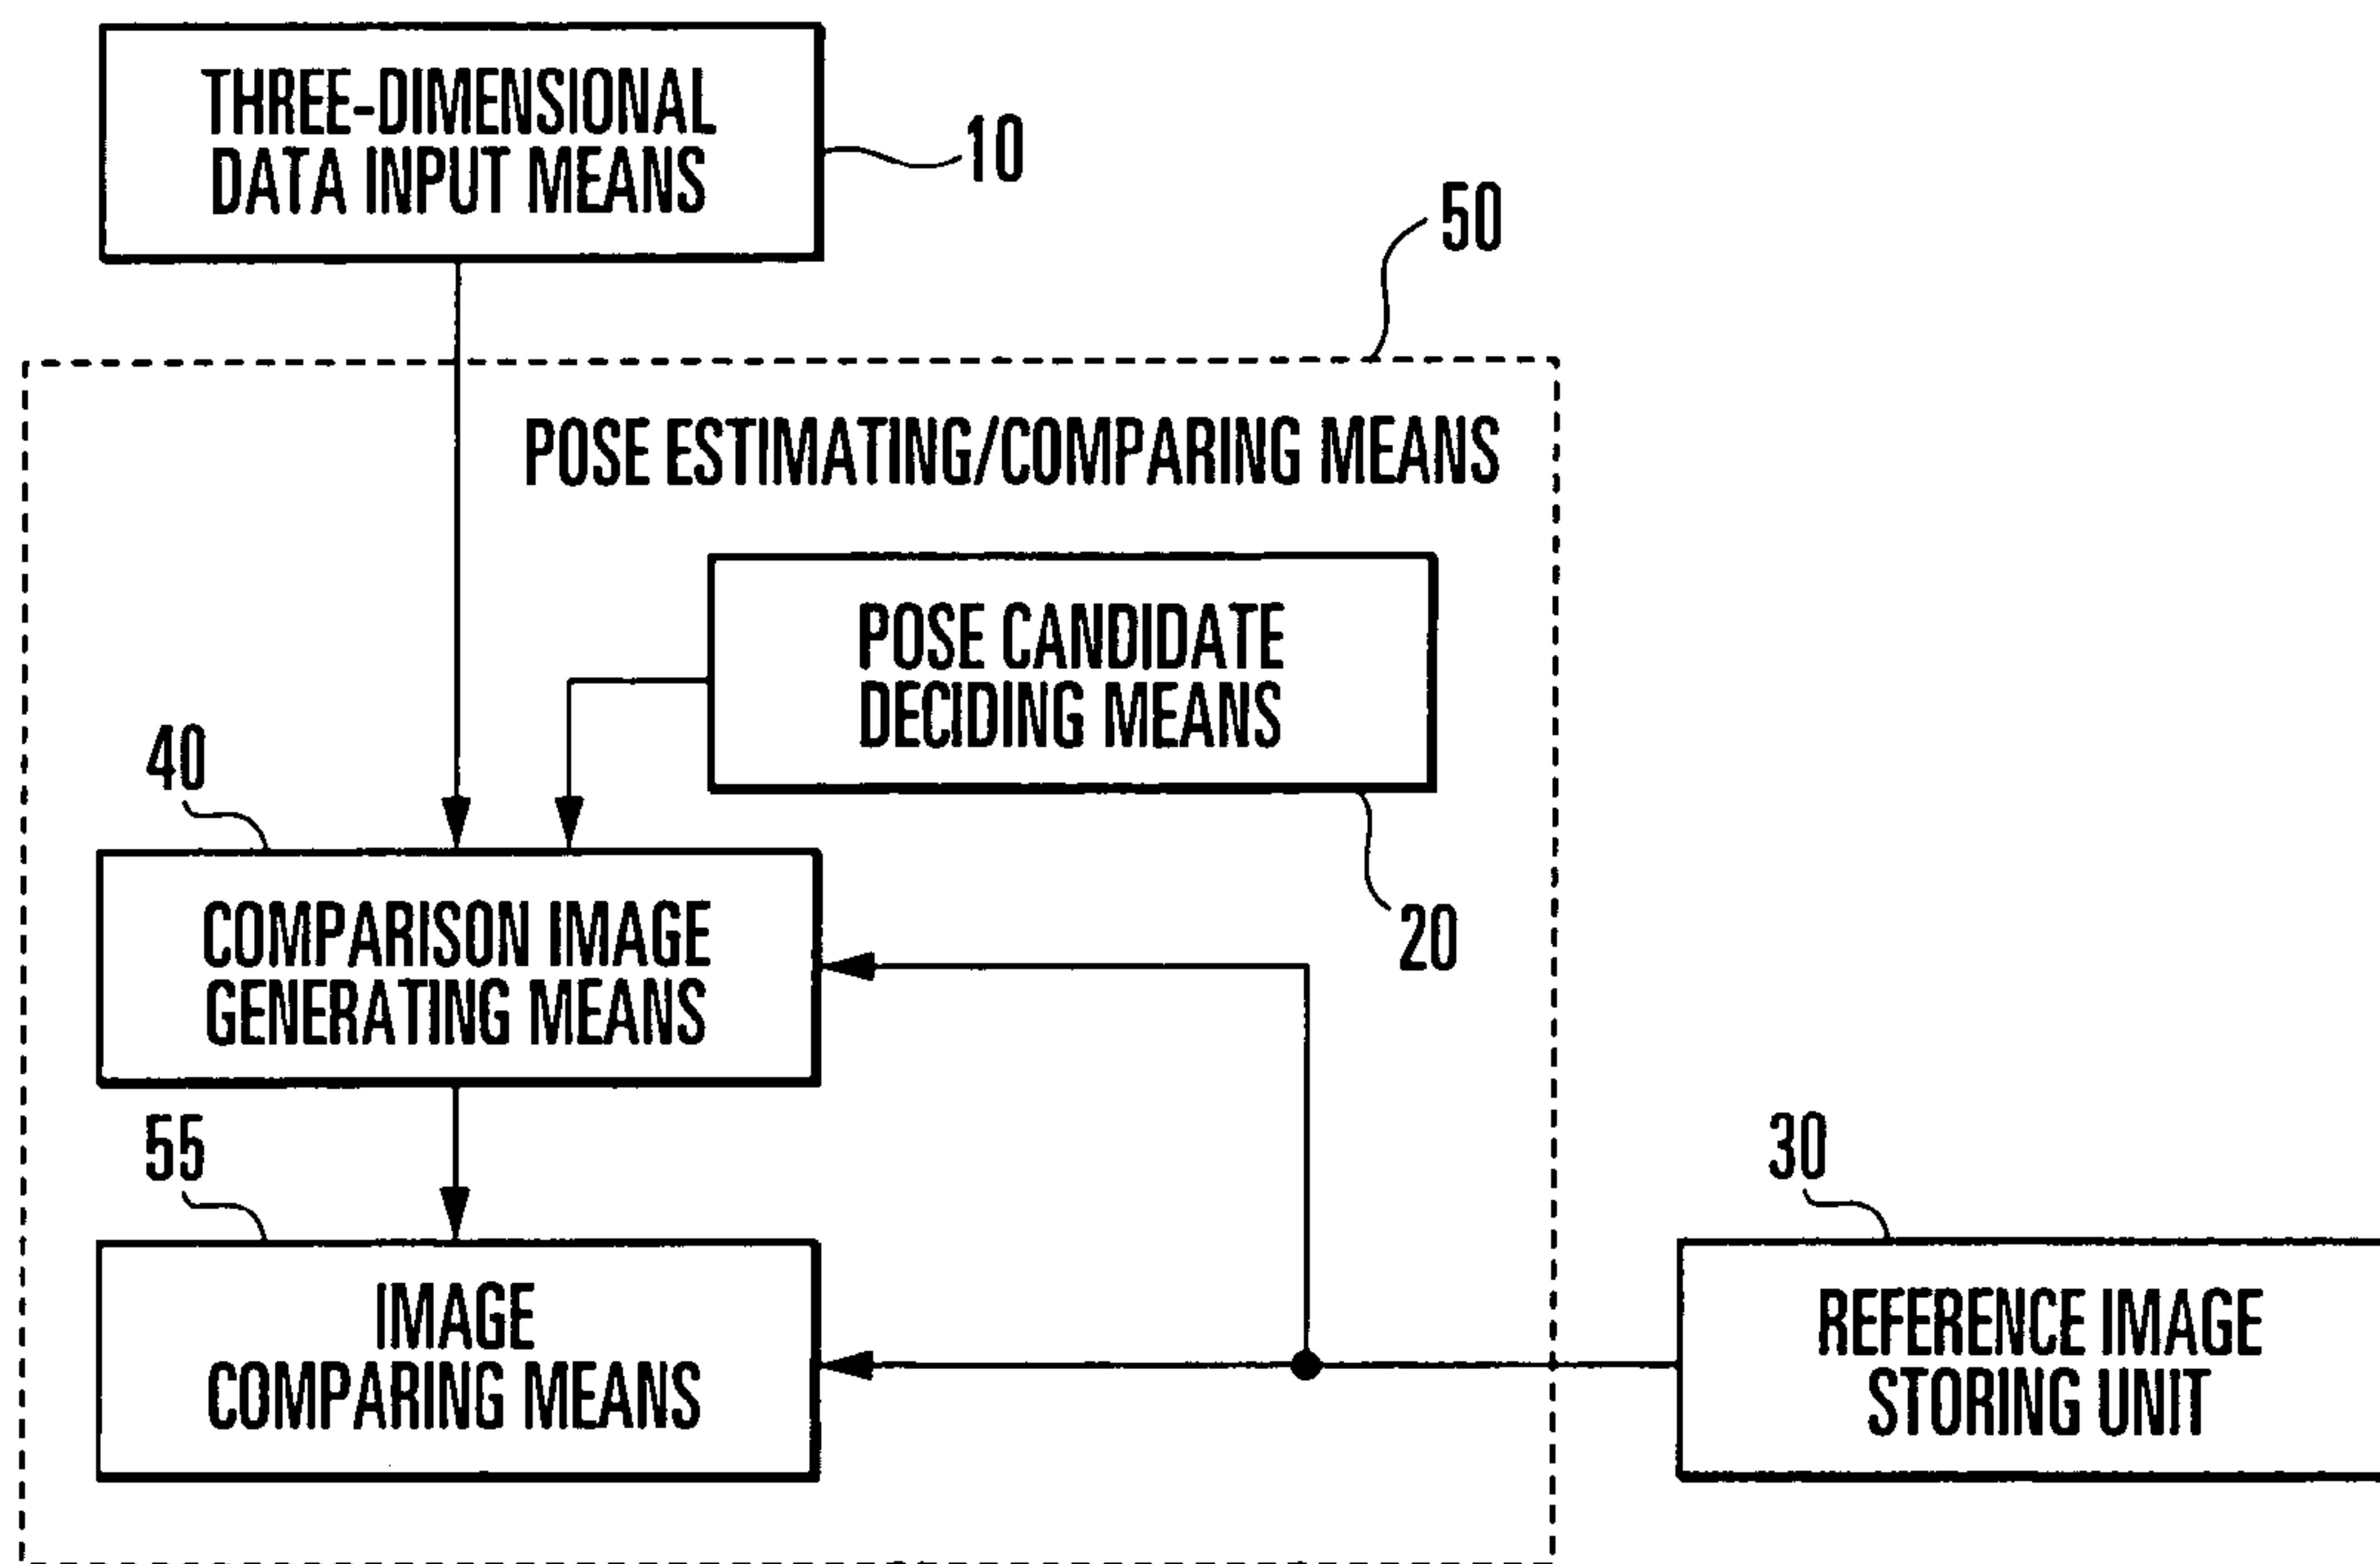 THREE-DIMENSIONAL
DATA INPUT MEANS
10
50
POSE ESTIMATING/COMPARING MEANS
POSE CANDIDATE
DECIDING MEANS
40
20
COMPARISON IMAGE
GENERATING MEANS
55
30
IMAGE
COMPARING MEANS
REFERENCE IMAGE
STORING UNIT